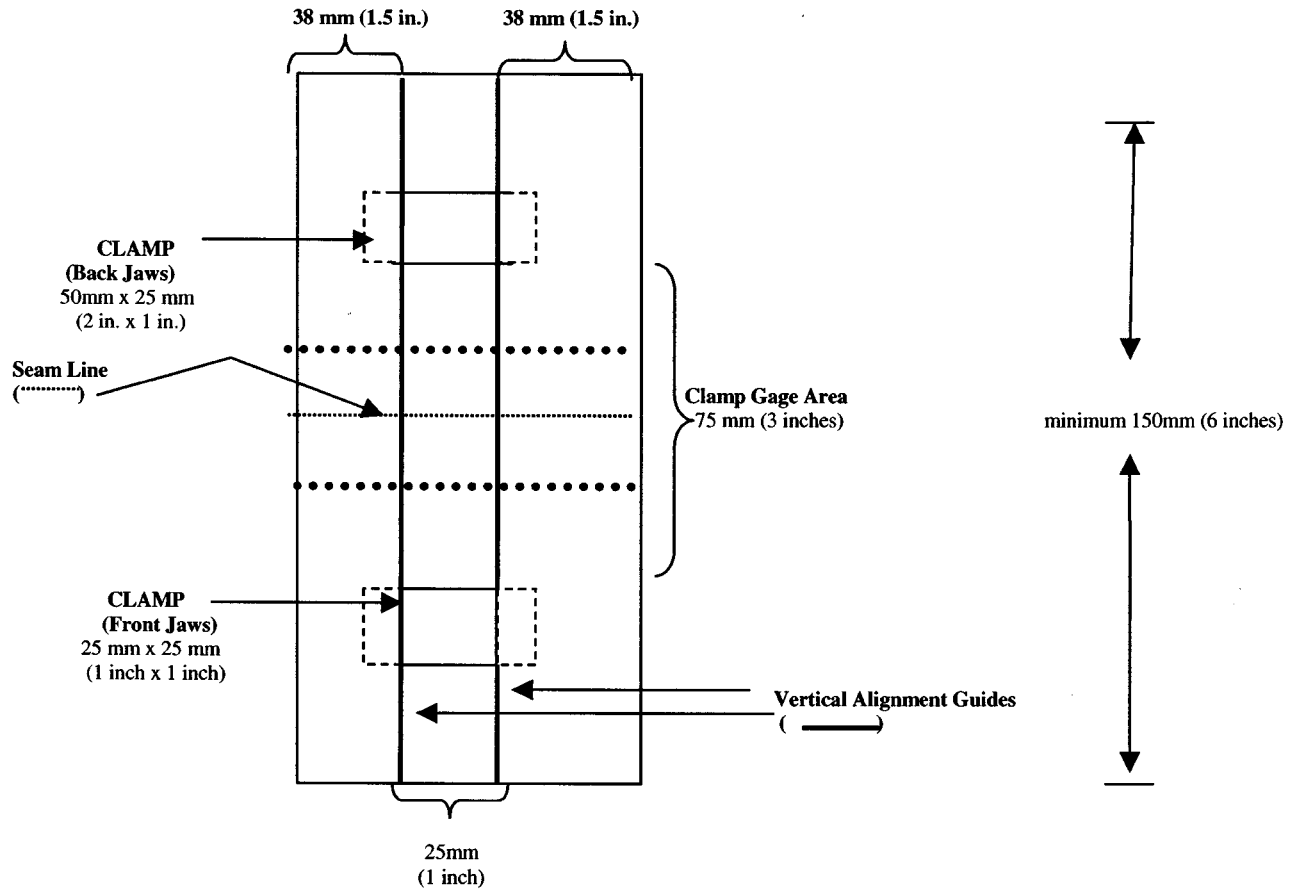 38 mm (1.5 in.)
38 mm (1.5 in.)
CLAMP
(Back Jaws)
50mm x 25 mm
(2 in. x 1 in.)
Seam Line
(··········)
Clamp Gage Area
75 mm (3 inches)
minimum 150mm (6 inches)
CLAMP
(Front Jaws)
25 mm x 25 mm
(1 inch x 1 inch)
Vertical Alignment Guides
( )
25mm
(1 inch)